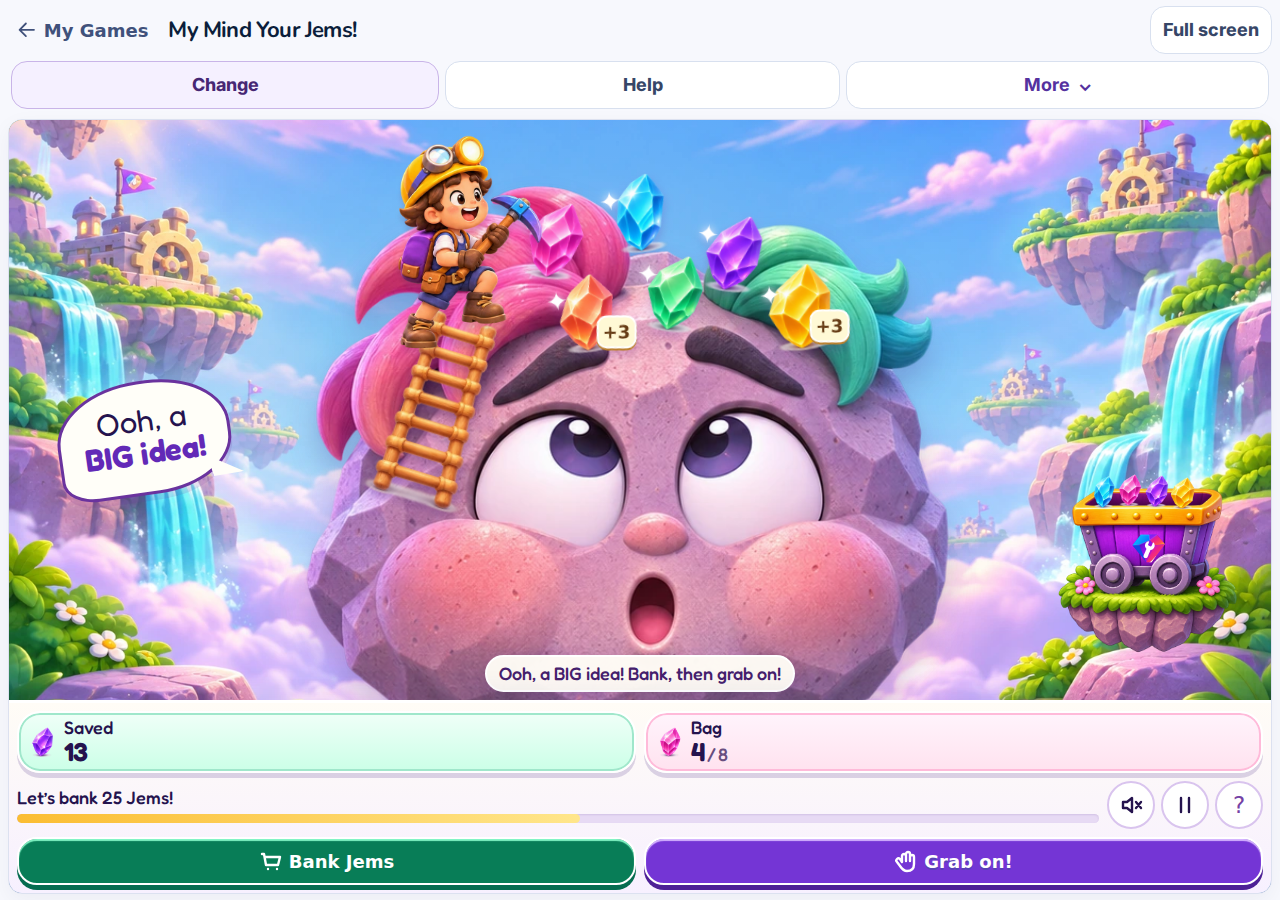 My Games
My Mind Your Jems!
Full screen
Change
Help
More
+3
+3
Ooh, a
BIG idea!
Ooh, a BIG idea! Bank, then grab on!
Saved
13
Bag
4/8
Let's bank 25 Jems!
?
Bank Jems
Grab on!